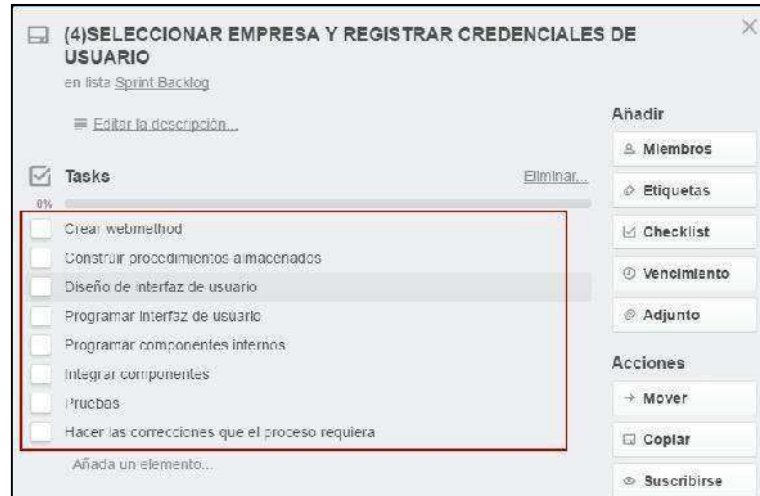 (4)SELECCIONAR EMPRESA Y REGISTRAR CREDENCIALES DE
USUARIO
en lista Sprint Backlog
Editar la descripción...
Tasks
Eliminar...
0%
Crear webmethod
Construir procedimientos almacenados
Diseño de interfaz de usuario
Programar interfaz de usuario
Programar componentes internos
Integrar componentes
Pruebas
Hacer las correcciones que el proceso requiera
Añada un elemento...
Añadir
Miembros
Etiquetas
Checklist
Vencimiento
Adjunto
Acciones
Mover
Copiar
Suscribirse